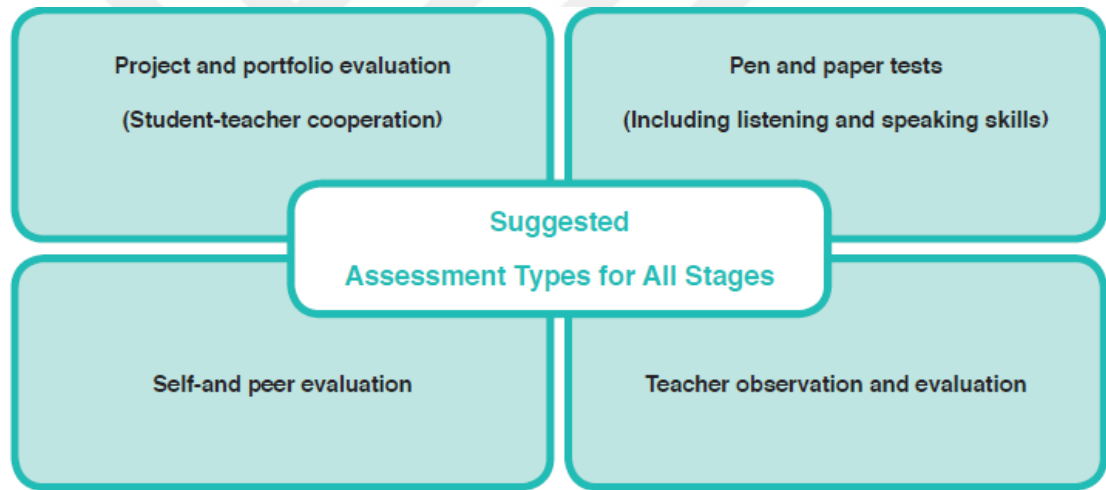 Project and portfolio evaluation
(Student-teacher cooperation)
Pen and paper tests
(Including listening and speaking skills)
Suggested
Assessment Types for All Stages
Self-and peer evaluation
Teacher observation and evaluation